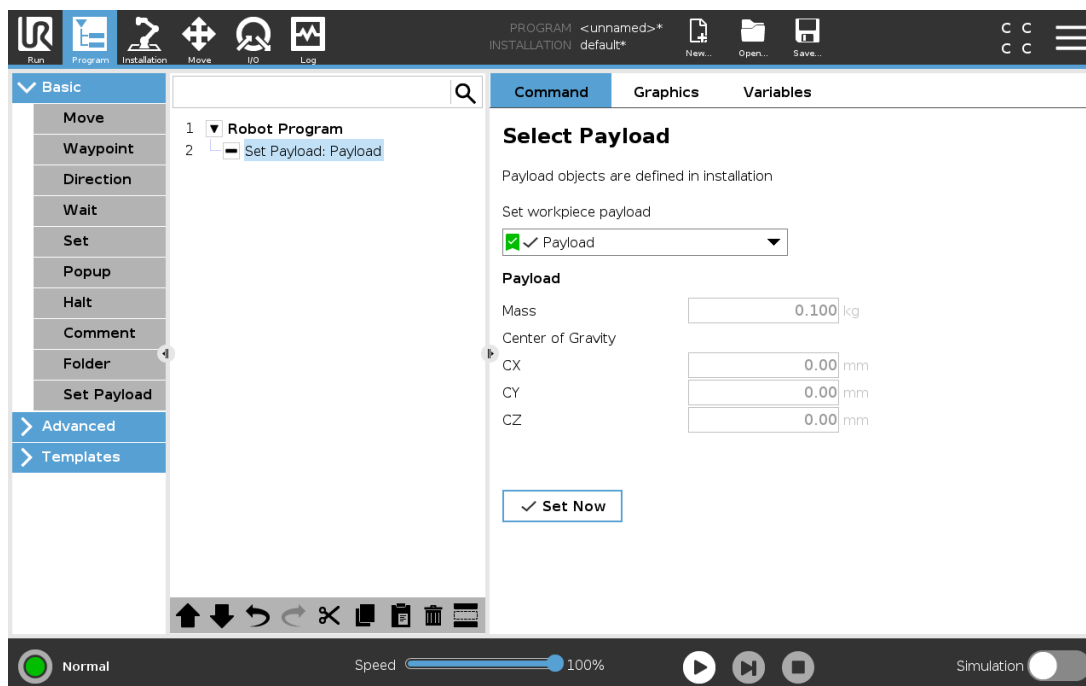 PROGRAM <unnamed>*
INSTALLATION default*
UR
Run
Program
Installation
Move
I/O
Log
New...
Open...
Save...
C C
C C
Basic
Move
Waypoint
Direction
Wait
Set
Popup
Halt
Comment
Folder
Set Payload
Advanced
Templates
1 Robot Program
2 Set Payload: Payload
Command Graphics Variables
Select Payload
Payload objects are defined in installation
Set workpiece payload
Payload
Payload
Mass 0.100 kg
Center of Gravity
CX 0.00 mm
CY 0.00 mm
CZ 0.00 mm
Set Now
Normal
Speed 100%
Simulation